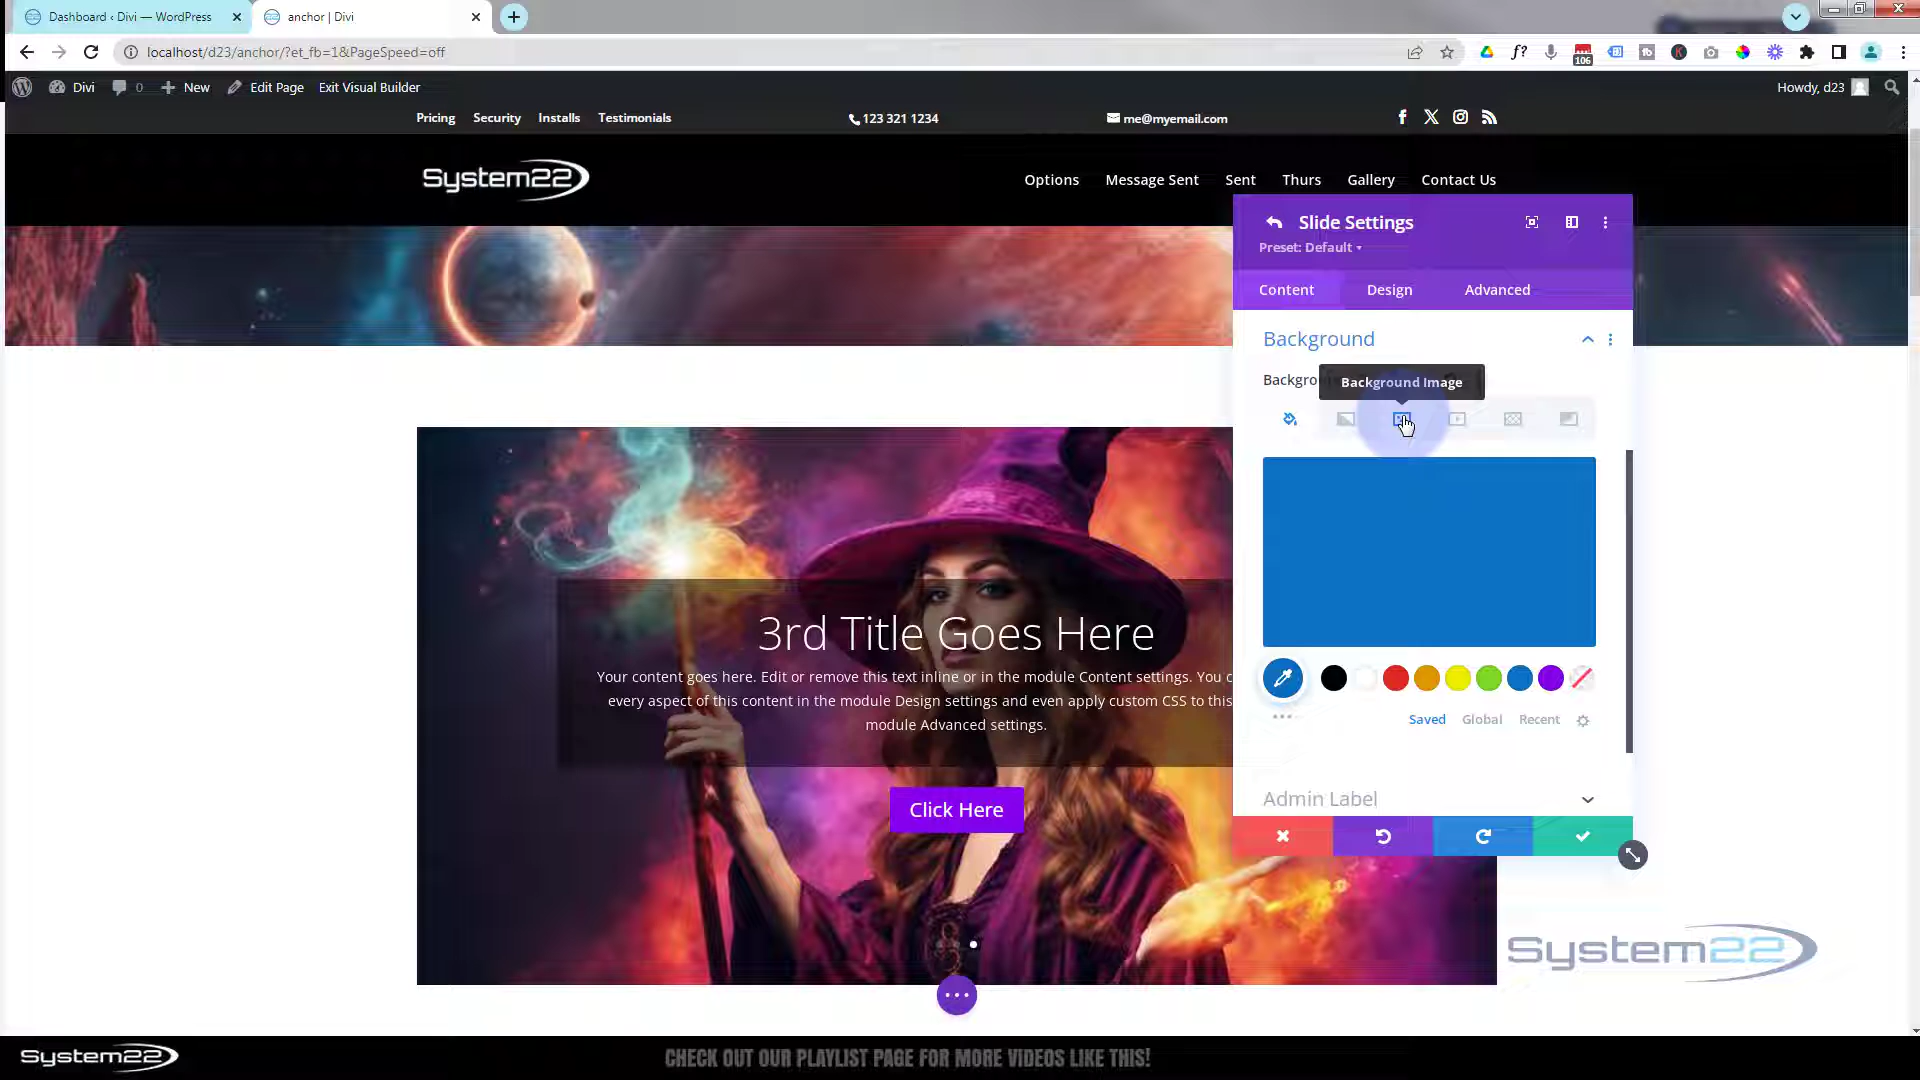 Dashboard ‹ Divi — WordPress
anchor | Divi
localhost/d23/anchor/?et_fb=1&PageSpeed=off
f?
106
Divi
0
New
Edit Page
Exit Visual Builder
Howdy, d23
Pricing
Security
Installs
Testimonials
123 321 1234
me@myemail.com
System22
Options
Message Sent
Sent
Thurs
Gallery
Contact Us
Slide Settings
Preset: Default
Content
Design
Advanced
Background
Backgro
Background Image
3rd Title Goes Here
Your content goes here. Edit or remove this text inline or in the module Content settings. You c
every aspect of this content in the module Design settings and even apply custom CSS to this
module Advanced settings.
Click Here
Saved
Global
Recent
Admin Label
System22
System22
CHECK OUT OUR PLAYLIST PAGE FOR MORE VIDEOS LIKE THIS!